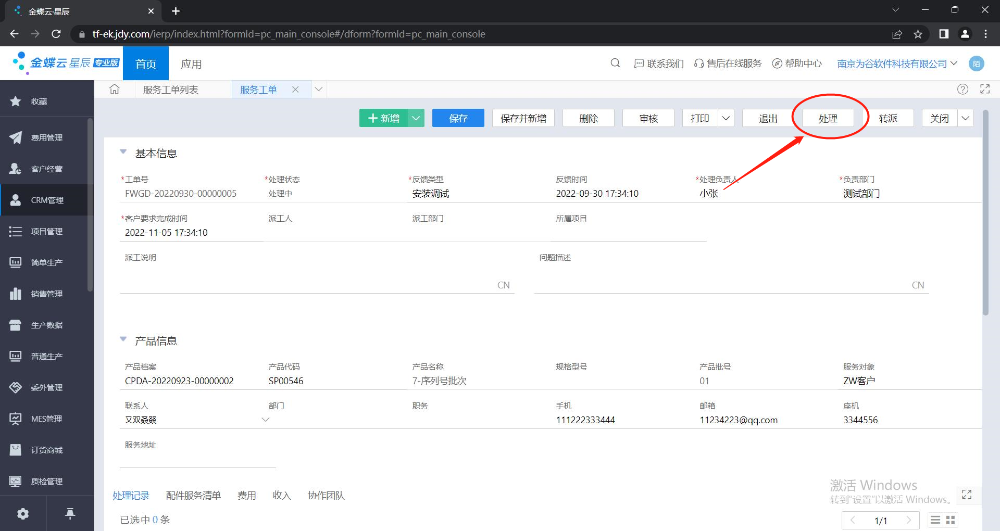 金蝶云·星辰
tf-ek.jdy.com/ierp/index.html?formId=pc_main_console#/dform?formId=pc_main_console
金蝶云 星辰 专业版 首页 应用 联系我们 售后在线服务 帮助中心 南京为谷软件科技有限公司 陌
服务工单列表 服务工单
收藏
费用管理
客户经营
CRM管理
项目管理
简单生产
销售管理
生产数据
普通生产
委外管理
MES管理
订货商城
质检管理
新增 保存 保存并新增 删除 审核 打印 退出 处理 转派 关闭
基本信息
*工单号 *处理状态 *反馈类型 反馈时间 *处理负责人 *负责部门
FWGD-20220930-00000005 处理中 安装调试 2022-09-30 17:34:10 小张 测试部门
*客户要求完成时间 派工人 派工部门 所属项目
2022-11-05 17:34:10
派工说明 问题描述
CN CN
产品信息
产品档案 产品代码 产品名称 规格型号 产品批号 服务对象
CPDA-20220923-00000002 SP00546 7-序列号批次 01 ZW客户
联系人 部门 职务 手机 邮箱 座机
又双叒叕 111222333444 11234223@qq.com 3344556
服务地址
处理记录 配件服务清单 费用 收入 协作团队
已选中 0 条
激活 Windows
转到“设置”以激活 Windows。
1/1